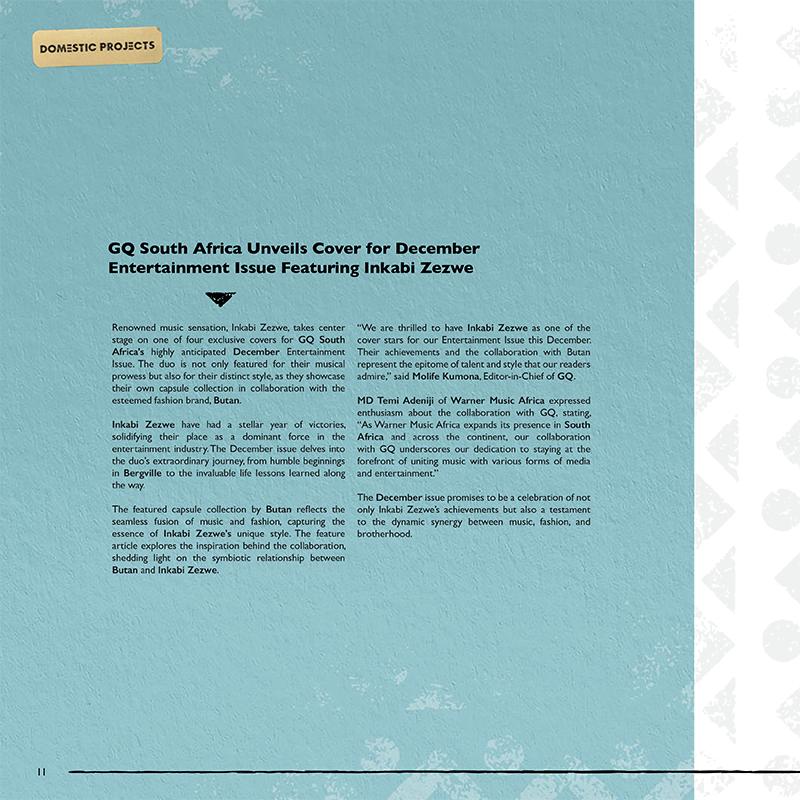 DOMESTIC PROJECTS
GQ South Africa Unveils Cover for December
Entertainment Issue Featuring Inkabi Zezwe
Renowned music sensation, Inkabi Zezwe, takes center
stage on one of four exclusive covers for GQ South
Africa's highly anticipated December Entertainment
Issue. The duo is not only featured for their musical
prowess but also for their distinct style, as they showcase
their own capsule collection in collaboration with the
esteemed fashion brand, Butan.
Inkabi Zezwe have had a stellar year of victories,
solidifying their place as a dominant force in the
entertainment industry. The December issue delves into
the duo's extraordinary journey, from humble beginnings
in Bergville to the invaluable life lessons learned along
the way.
The featured capsule collection by Butan reflects the
seamless fusion of music and fashion, capturing the
essence of Inkabi Zezwe's unique style. The feature
article explores the inspiration behind the collaboration,
shedding light on the symbiotic relationship between
Butan and Inkabi Zezwe.
“We are thrilled to have Inkabi Zezwe as one of the
cover stars for our Entertainment Issue this December.
Their achievements and the collaboration with Butan
represent the epitome of talent and style that our readers
admire,” said Molife Kumona, Editor-in-Chief of GQ.
MD Temi Adeniji of Warner Music Africa expressed
enthusiasm about the collaboration with GQ, stating,
“As Warner Music Africa expands its presence in South
Africa and across the continent, our collaboration
with GQ underscores our dedication to staying at the
forefront of uniting music with various forms of media
and entertainment.”
The December issue promises to be a celebration of not
only Inkabi Zezwe's achievements but also a testament
to the dynamic synergy between music, fashion, and
brotherhood.
11